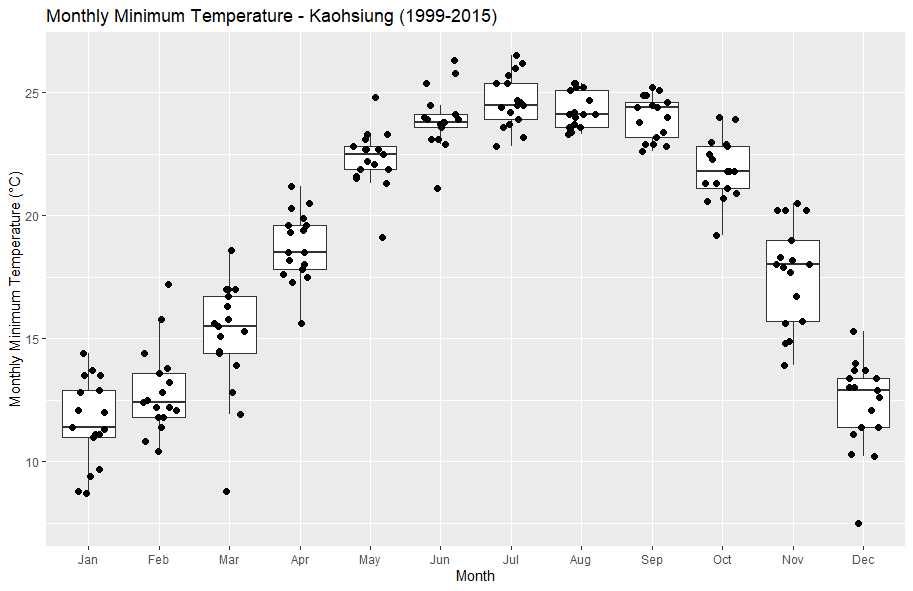 Monthly Minimum Temperature - Kaohsiung (1999-2015)
Monthly Minimum Temperature (°C)
25
20
15
10
Jan Feb Mar Apr May Jun Jul Aug Sep Oct Nov Dec
Month